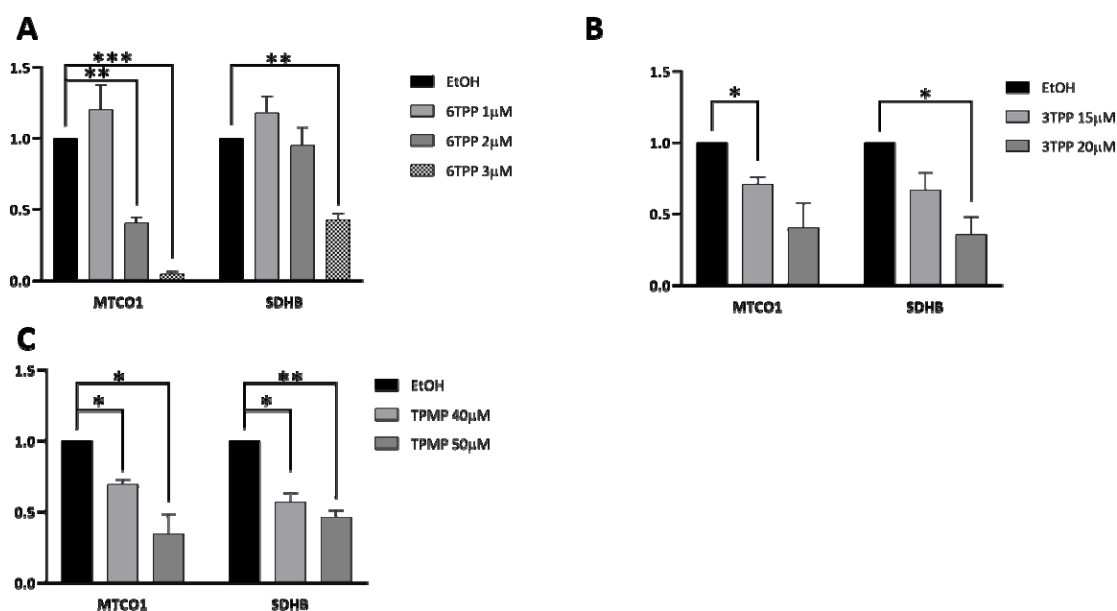 A
***
**
**
1.5
1.0
0.5
0.0
MTCO1
SDHB
EtOH
6TPP 1μM
6TPP 2μM
6TPP 3μM
B
*
*
1.5
1.0
0.5
0.0
MTCO1
SDHB
EtOH
3TPP 15μM
3TPP 20μM
C
*
*
**
*
1.5
1.0
0.5
0.0
MTCO1
SDHB
EtOH
TPMP 40μM
TPMP 50μM